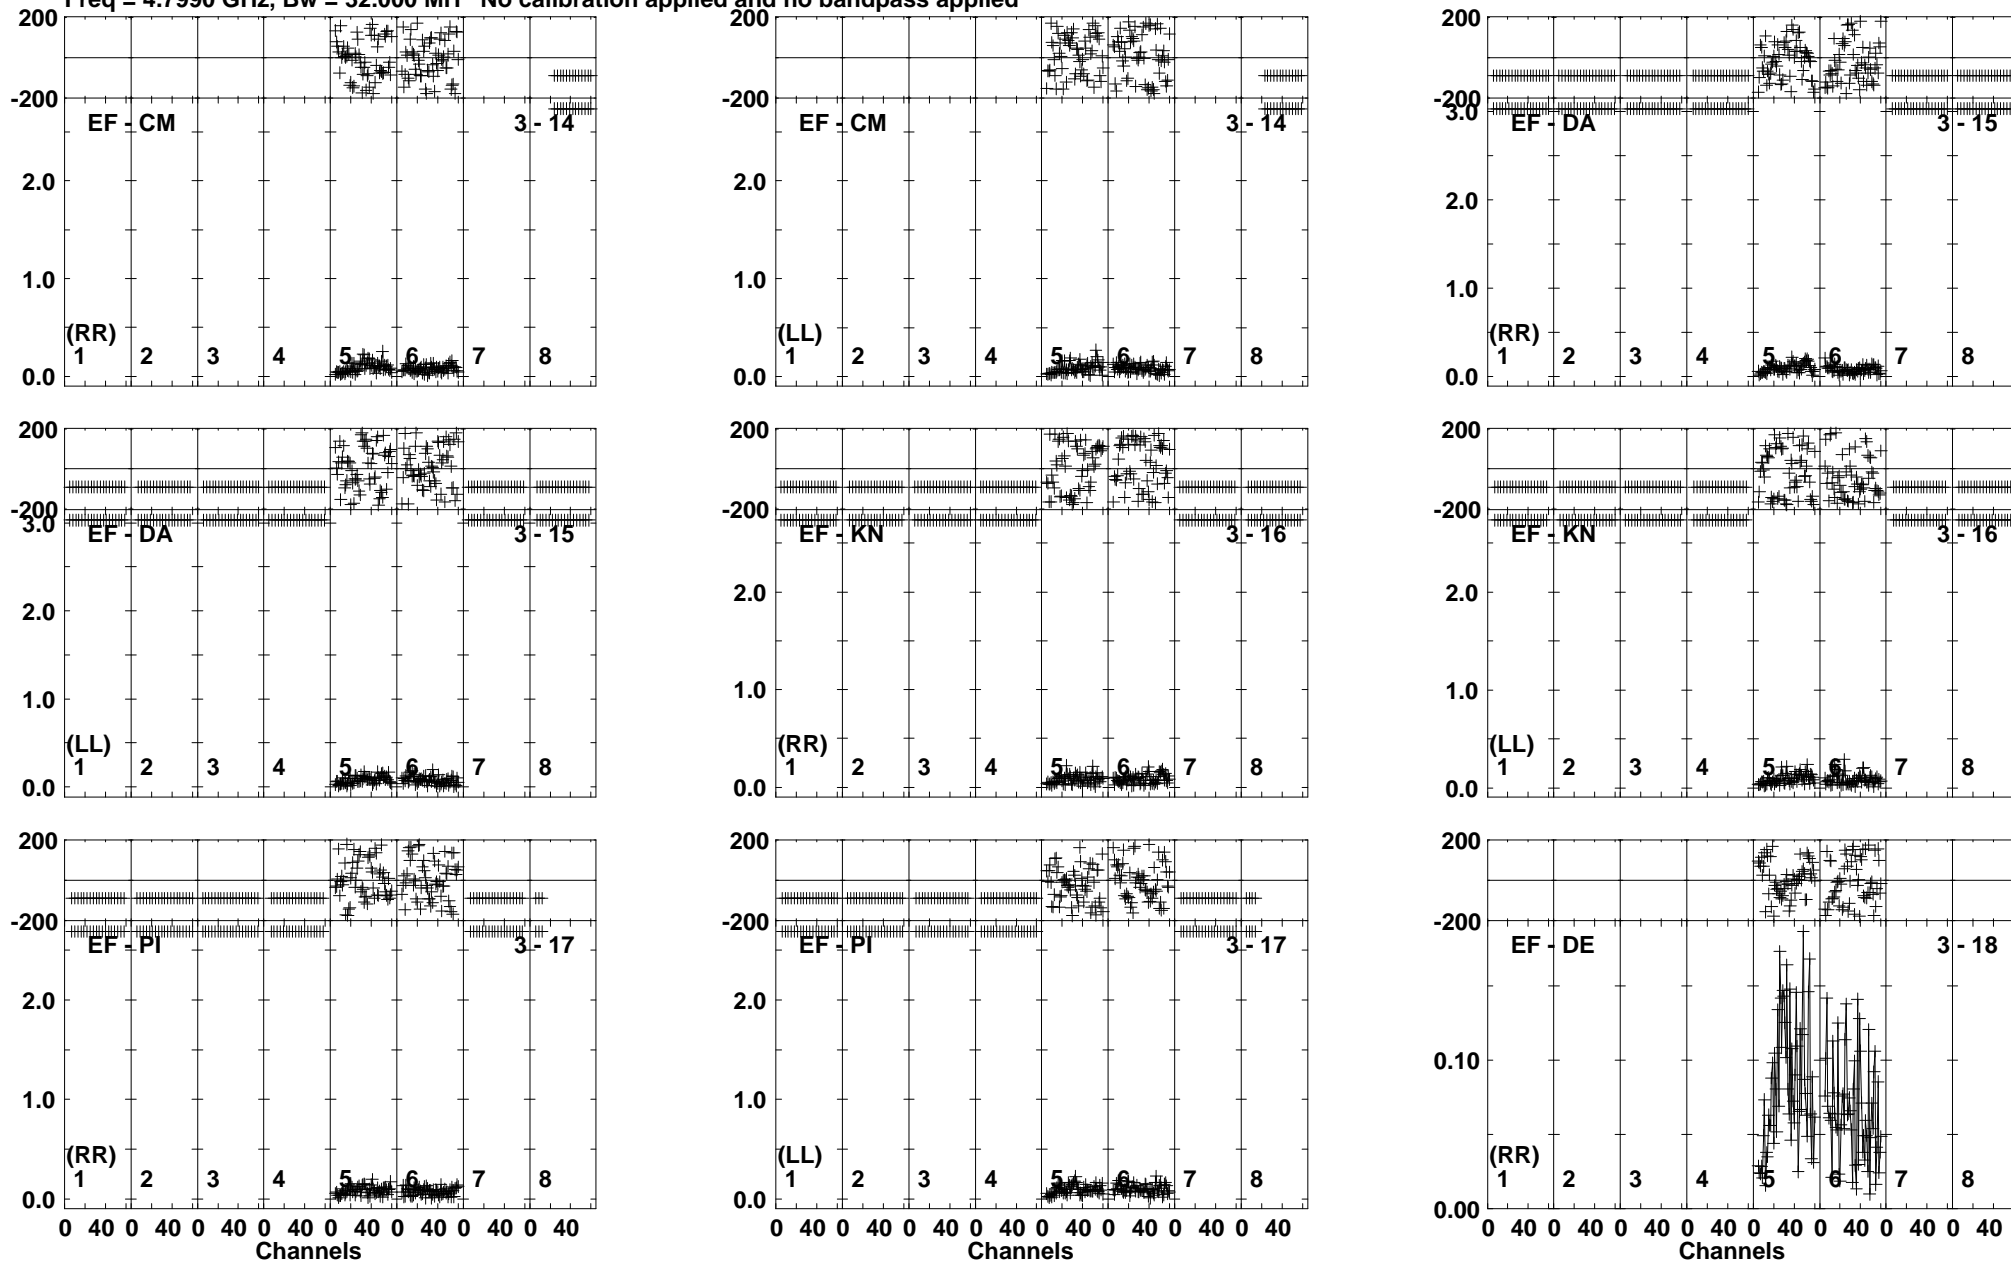 Freq = 4.7990 GHz, Bw = 32.000 MH No calibration applied and no bandpass applied
200 200 200
-200 -200 -200
EF - CM 3 - 14 EF - CM 3 - 14 3.0 EF - DA 3 - 15
2.0 2.0 2.0
1.0 1.0 1.0
(RR) (LL) (RR)
1 2 3 4 5 6 7 8 1 2 3 4 5 6 7 8 1 2 3 4 5 6 7 8
0.0 0.0 0.0
200 200 200
-200 -200 -200
3.0 EF - DA 3 - 15 EF - KN 3 - 16 EF - KN 3 - 16
2.0 2.0 2.0
1.0 1.0 1.0
(LL) (RR) (LL)
1 2 3 4 5 6 7 8 1 2 3 4 5 6 7 8 1 2 3 4 5 6 7 8
0.0 0.0 0.0
200 200 200
-200 -200 -200
EF - PI 3 - 17 EF - PI 3 - 17 EF - DE 3 - 18
2.0 2.0 0.10
1.0 1.0
(RR) (LL) (RR)
1 2 3 4 5 6 7 8 1 2 3 4 5 6 7 8 1 2 3 4 5 6 7 8
0.0 0.0 0.00
0 40 0 40 0 40 0 40 0 40 0 40 0 40 0 40 0 40 0 40 0 40 0 40 0 40 0 40 0 40 0 40 0 40 0 40 0 40 0 40 0 40 0 40 0 40 0 40
Channels Channels Channels